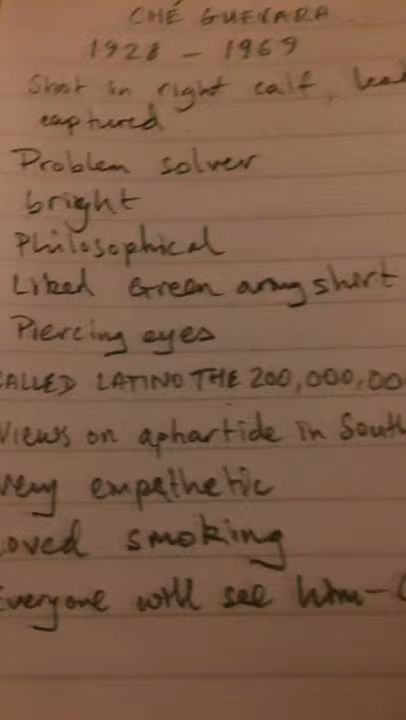 CHÉ GUEVARA
1928 – 1969
Shot in right calf,
captured
Problem solver
bright
Philosophical
Liked Green army shirt
Piercing eyes
CALLED LATINO THE 200,000,00
Views on aphartide in South
very empathetic
Loved smoking
Everyone will see him –